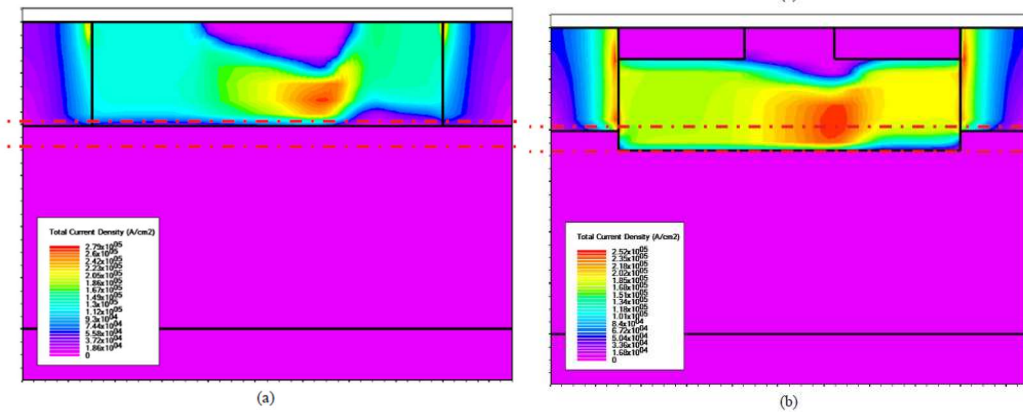 Total Current Density (A/cm2)
2.79x10^05
2.6x10^05
2.42x10^05
2.23x10^05
2.05x10^05
1.86x10^05
1.67x10^05
1.49x10^05
1.3x10^05
1.12x10^05
9.3x10^04
7.44x10^04
5.58x10^04
3.72x10^04
1.86x10^04
0
(a)
Total Current Density (A/cm2)
2.52x10^05
2.35x10^05
2.18x10^05
2.02x10^05
1.85x10^05
1.68x10^05
1.51x10^05
1.34x10^05
1.18x10^05
1.01x10^05
8.4x10^04
6.72x10^04
5.04x10^04
3.36x10^04
1.68x10^04
0
(b)